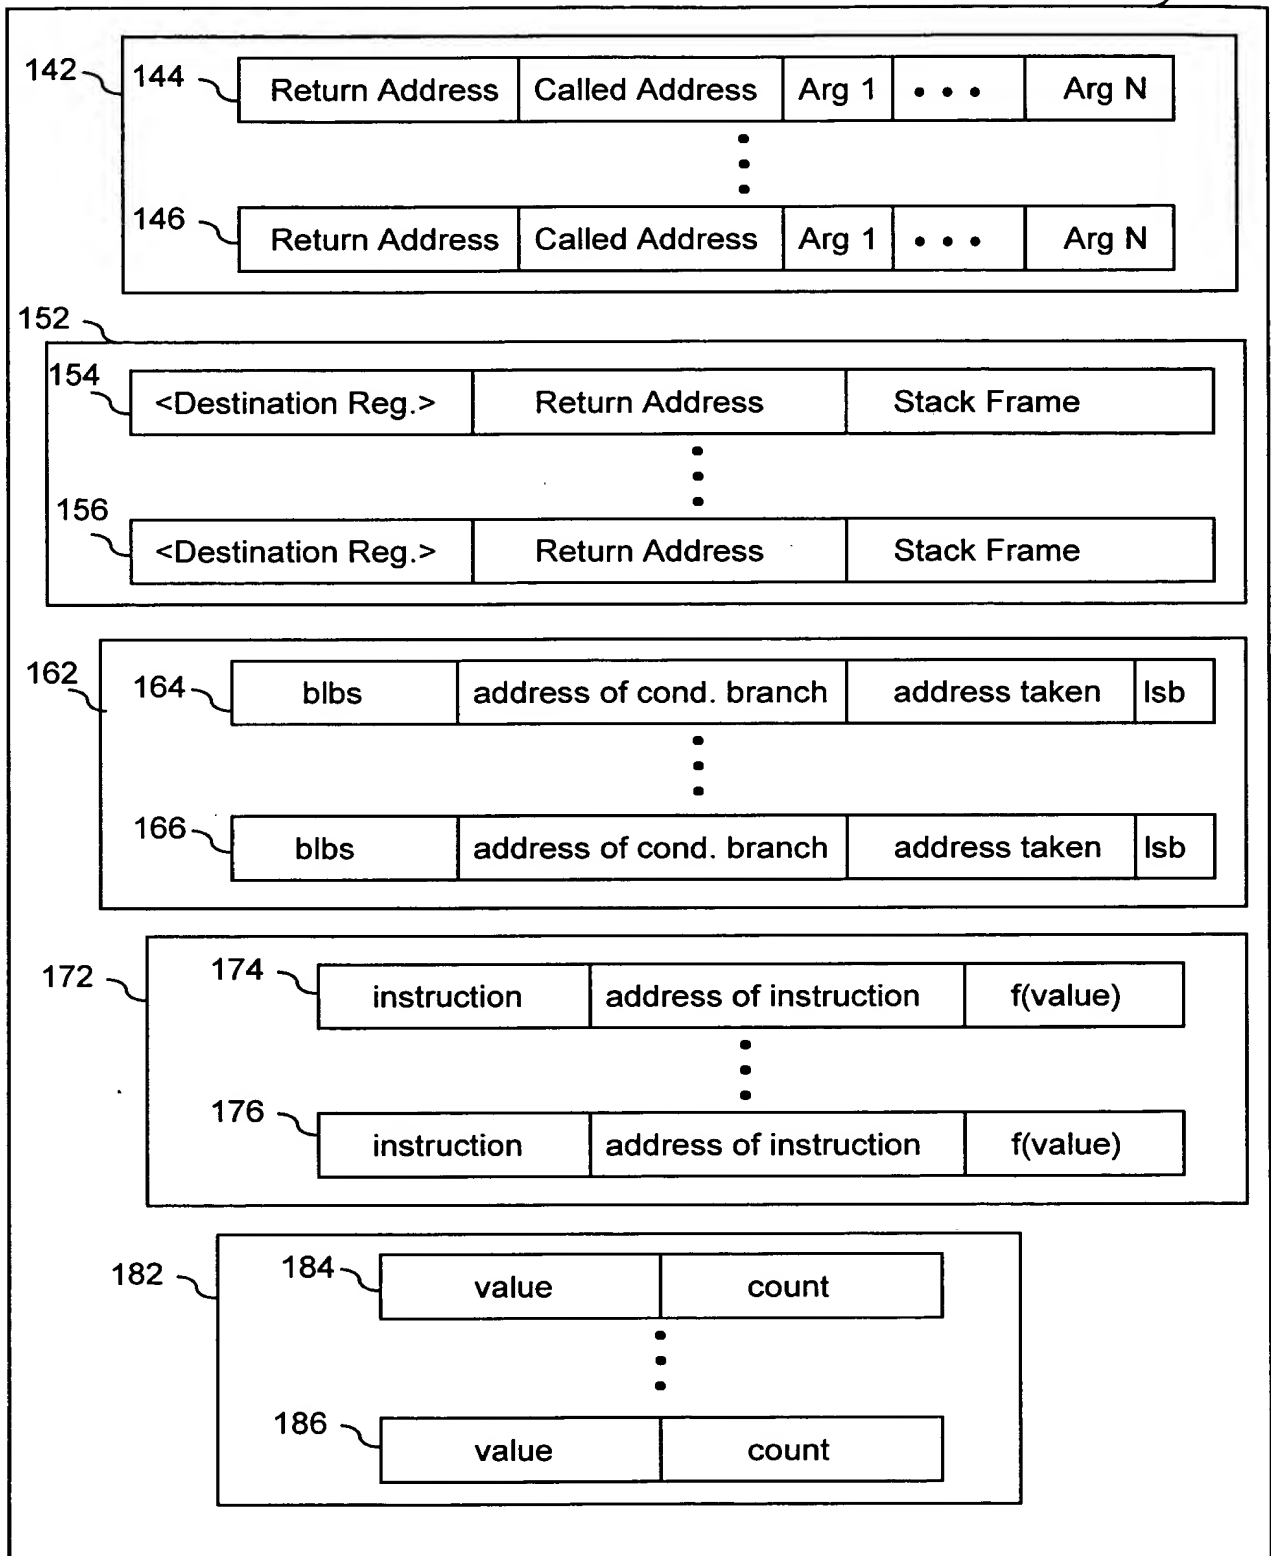 142 144 Return Address Called Address Arg 1 • • • Arg N
146 Return Address Called Address Arg 1 • • • Arg N
152
154 <Destination Reg.> Return Address Stack Frame
156 <Destination Reg.> Return Address Stack Frame
162 164 blbs address of cond. branch address taken lsb
166 blbs address of cond. branch address taken lsb
172 174 instruction address of instruction f(value)
176 instruction address of instruction f(value)
182 184 value count
186 value count